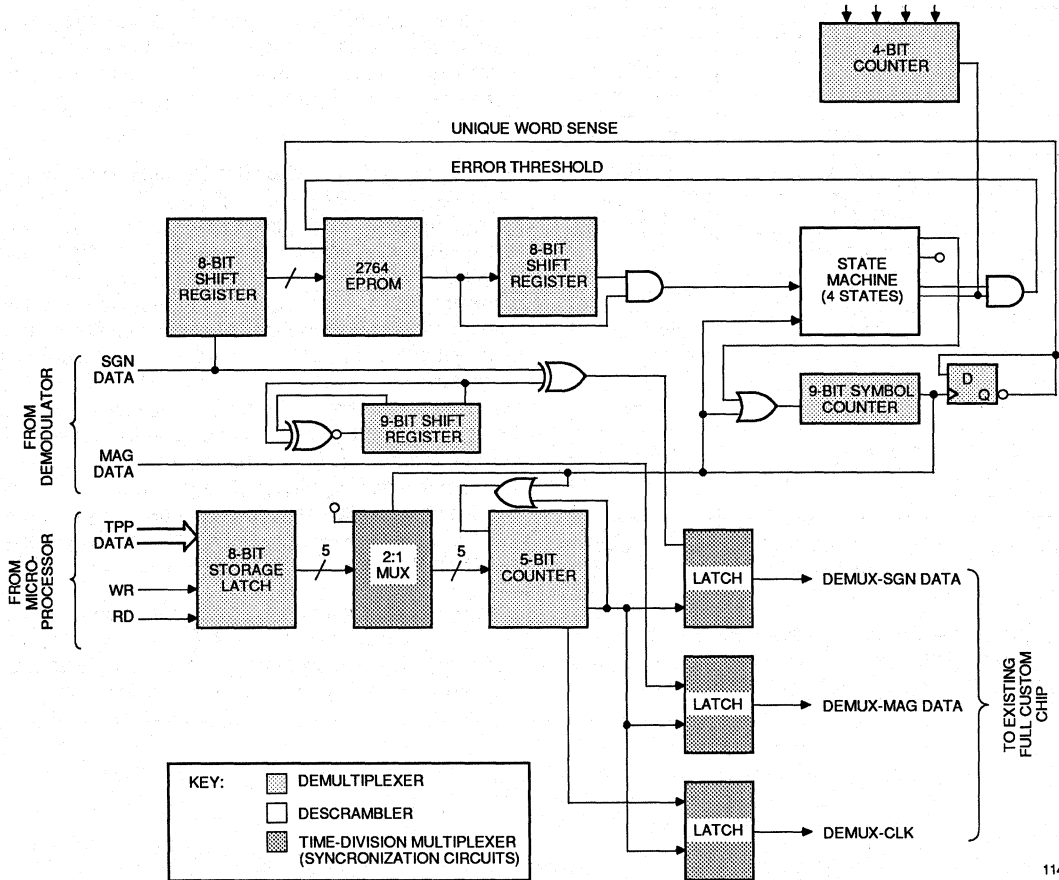 4-BIT
COUNTER
UNIQUE WORD SENSE
ERROR THRESHOLD
8-BIT
SHIFT
REGISTER
2764
EPROM
8-BIT
SHIFT
REGISTER
STATE
MACHINE
(4 STATES)
FROM
DEMODULATOR
SGN
DATA
MAG
DATA
9-BIT SHIFT
REGISTER
9-BIT SYMBOL
COUNTER
D
Q
FROM
MICRO-
PROCESSOR
TPP
DATA
WR
RD
8-BIT
STORAGE
LATCH
5
2:1
MUX
5
5-BIT
COUNTER
LATCH
DEMUX-SGN DATA
LATCH
DEMUX-MAG DATA
LATCH
DEMUX-CLK
TO EXISTING
FULL CUSTOM
CHIP
KEY:
DEMULTIPLEXER
DESCRAMBLER
TIME-DIVISION MULTIPLEXER
(SYNCRONIZATION CIRCUITS)